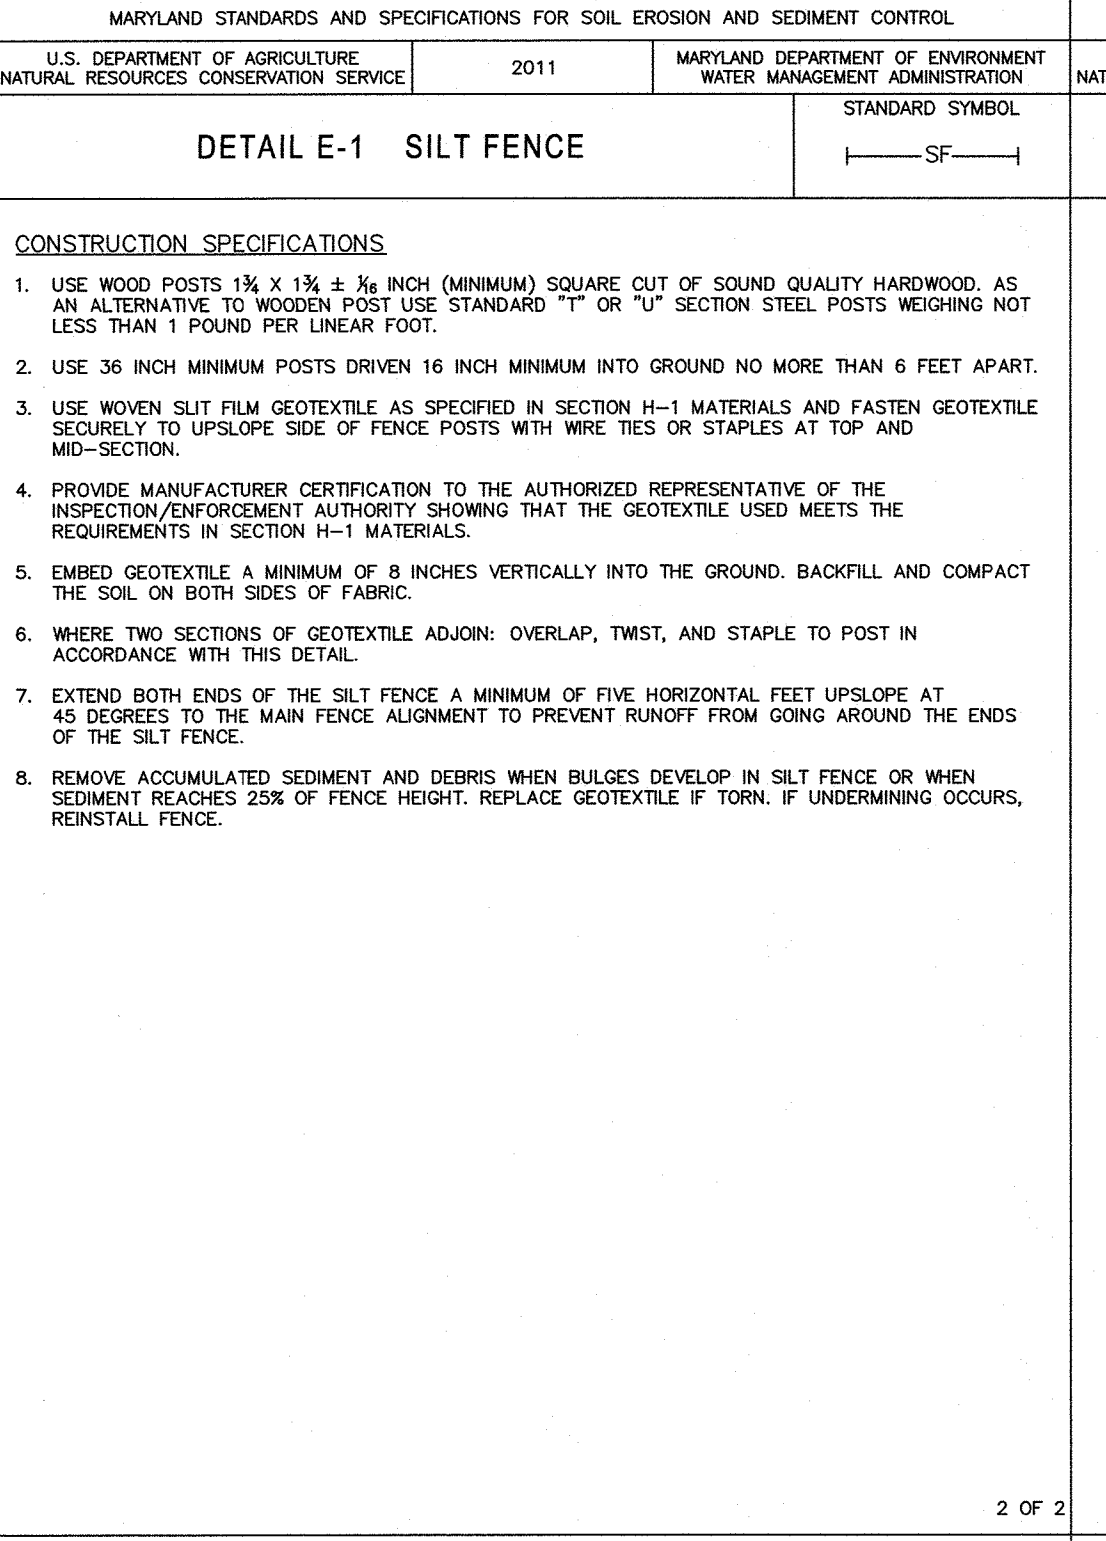 MARYLAND STANDARDS AND SPECIFICATIONS FOR SOIL EROSION AND SEDIMENT CONTROL
U.S. DEPARTMENT OF AGRICULTURE
NATURAL RESOURCES CONSERVATION SERVICE
2011
MARYLAND DEPARTMENT OF ENVIRONMENT
WATER MANAGEMENT ADMINISTRATION
NAT
DETAIL E-1 SILT FENCE
STANDARD SYMBOL
SF
CONSTRUCTION SPECIFICATIONS
1. USE WOOD POSTS 1¾ X 1¾ ± 1/16 INCH (MINIMUM) SQUARE CUT OF SOUND QUALITY HARDWOOD. AS
AN ALTERNATIVE TO WOODEN POST USE STANDARD "T" OR "U" SECTION STEEL POSTS WEIGHING NOT
LESS THAN 1 POUND PER LINEAR FOOT.
2. USE 36 INCH MINIMUM POSTS DRIVEN 16 INCH MINIMUM INTO GROUND NO MORE THAN 6 FEET APART.
3. USE WOVEN SLIT FILM GEOTEXTILE AS SPECIFIED IN SECTION H-1 MATERIALS AND FASTEN GEOTEXTILE
SECURELY TO UPSLOPE SIDE OF FENCE POSTS WITH WIRE TIES OR STAPLES AT TOP AND
MID-SECTION.
4. PROVIDE MANUFACTURER CERTIFICATION TO THE AUTHORIZED REPRESENTATIVE OF THE
INSPECTION/ENFORCEMENT AUTHORITY SHOWING THAT THE GEOTEXTILE USED MEETS THE
REQUIREMENTS IN SECTION H-1 MATERIALS.
5. EMBED GEOTEXTILE A MINIMUM OF 8 INCHES VERTICALLY INTO THE GROUND. BACKFILL AND COMPACT
THE SOIL ON BOTH SIDES OF FABRIC.
6. WHERE TWO SECTIONS OF GEOTEXTILE ADJOIN: OVERLAP, TWIST, AND STAPLE TO POST IN
ACCORDANCE WITH THIS DETAIL.
7. EXTEND BOTH ENDS OF THE SILT FENCE A MINIMUM OF FIVE HORIZONTAL FEET UPSLOPE AT
45 DEGREES TO THE MAIN FENCE ALIGNMENT TO PREVENT RUNOFF FROM GOING AROUND THE ENDS
OF THE SILT FENCE.
8. REMOVE ACCUMULATED SEDIMENT AND DEBRIS WHEN BULGES DEVELOP IN SILT FENCE OR WHEN
SEDIMENT REACHES 25% OF FENCE HEIGHT. REPLACE GEOTEXTILE IF TORN. IF UNDERMINING OCCURS,
REINSTALL FENCE.
2 OF 2